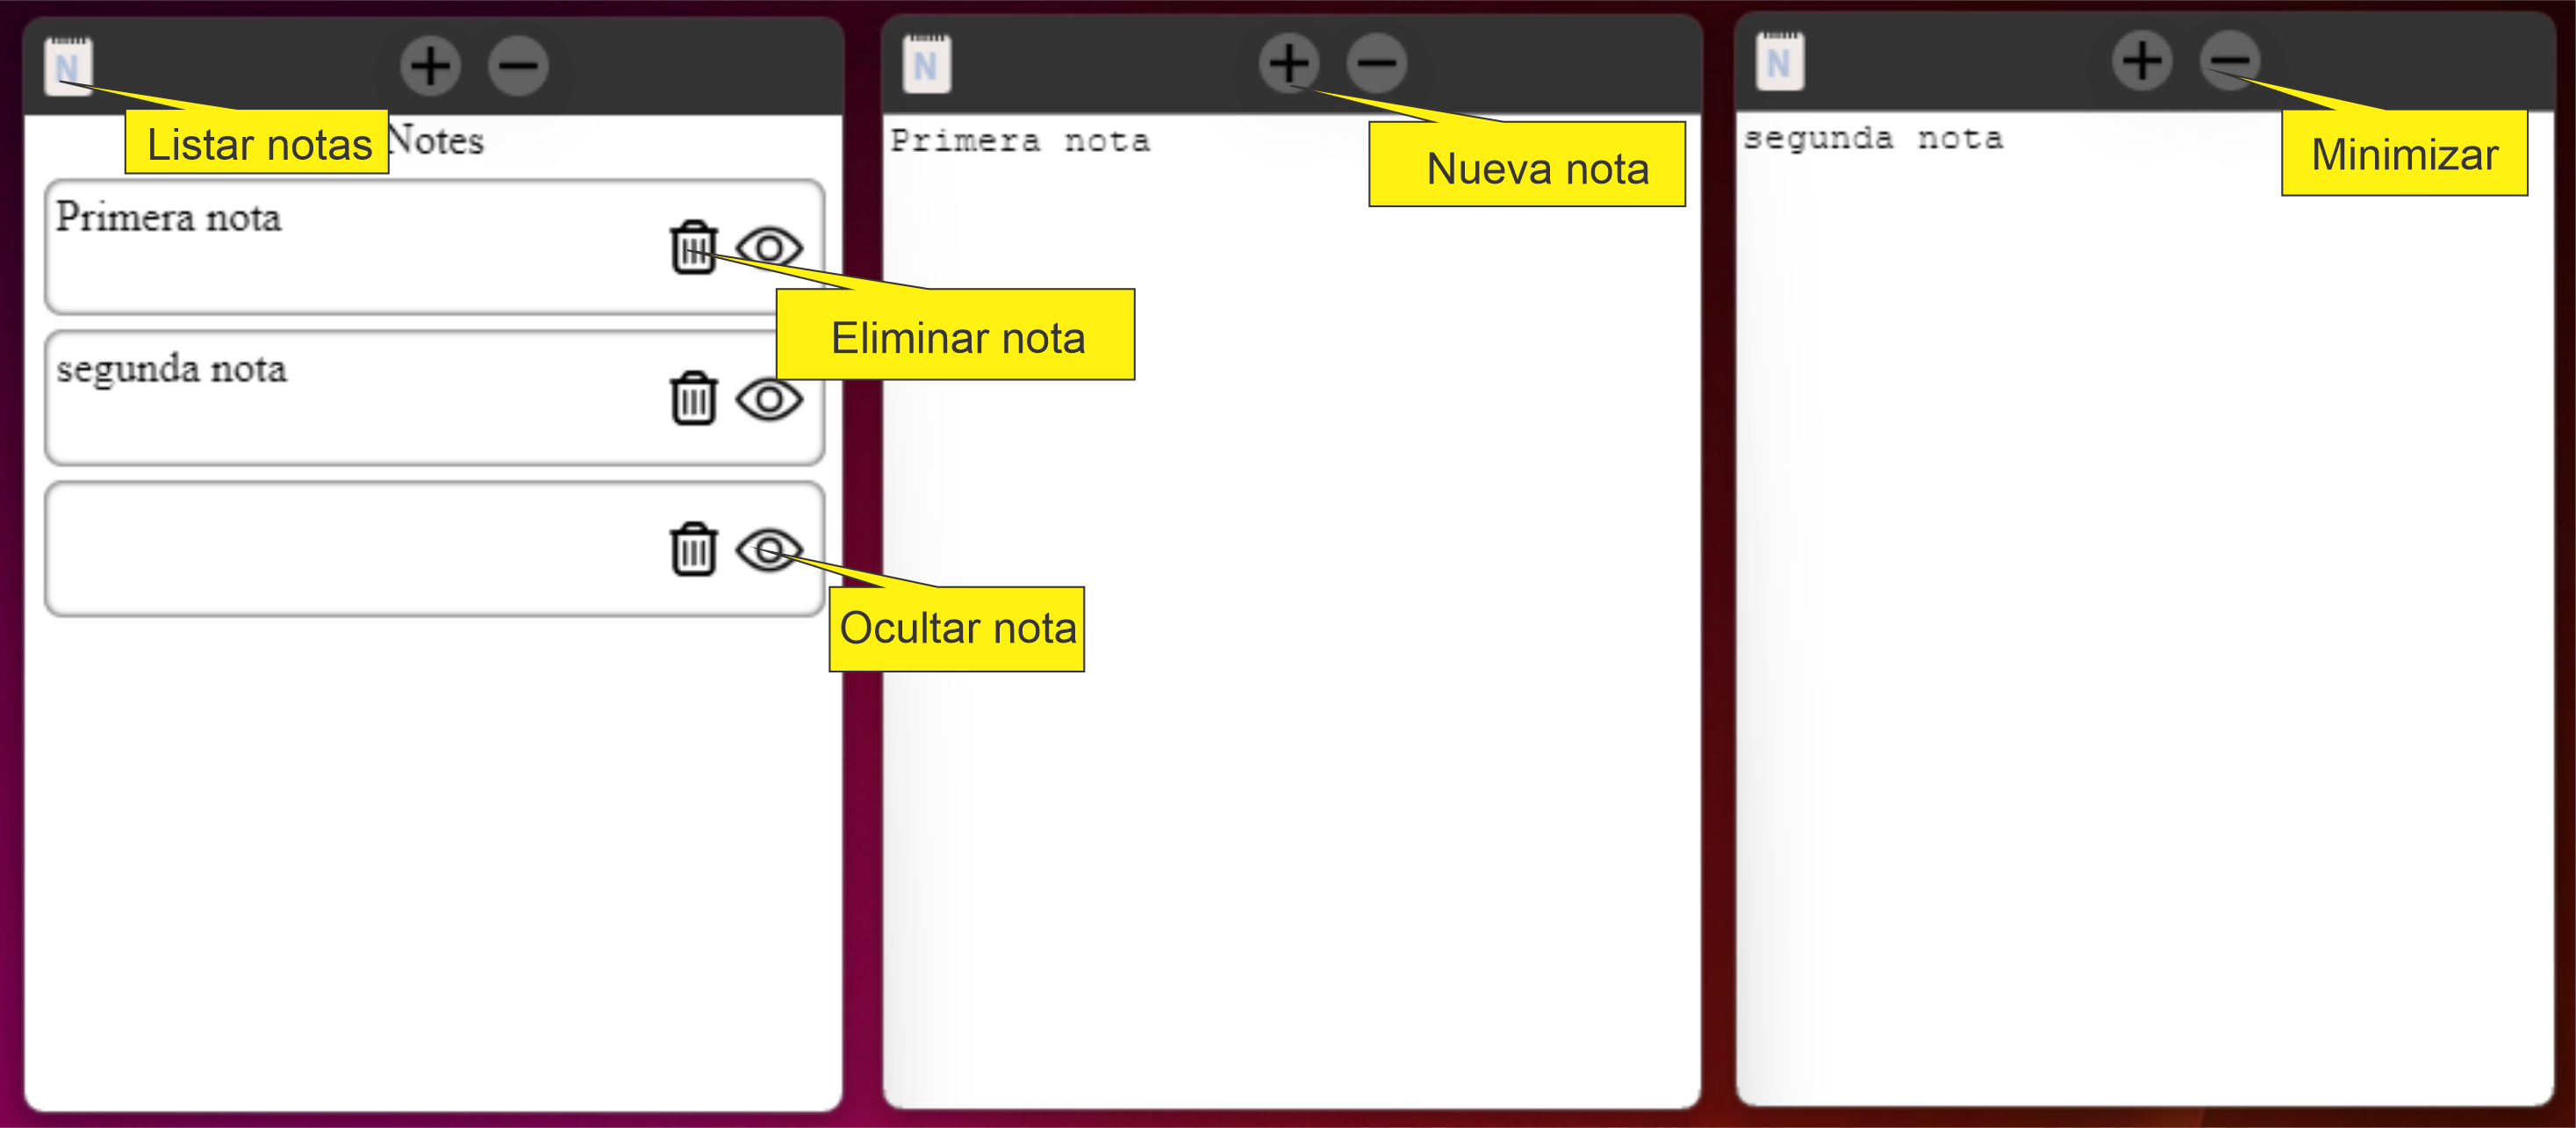 N
Listar notas
Notes
Primera nota
Eliminar nota
segunda nota
Ocultar nota
N
Primera nota
Nueva nota
N
segunda nota
Minimizar